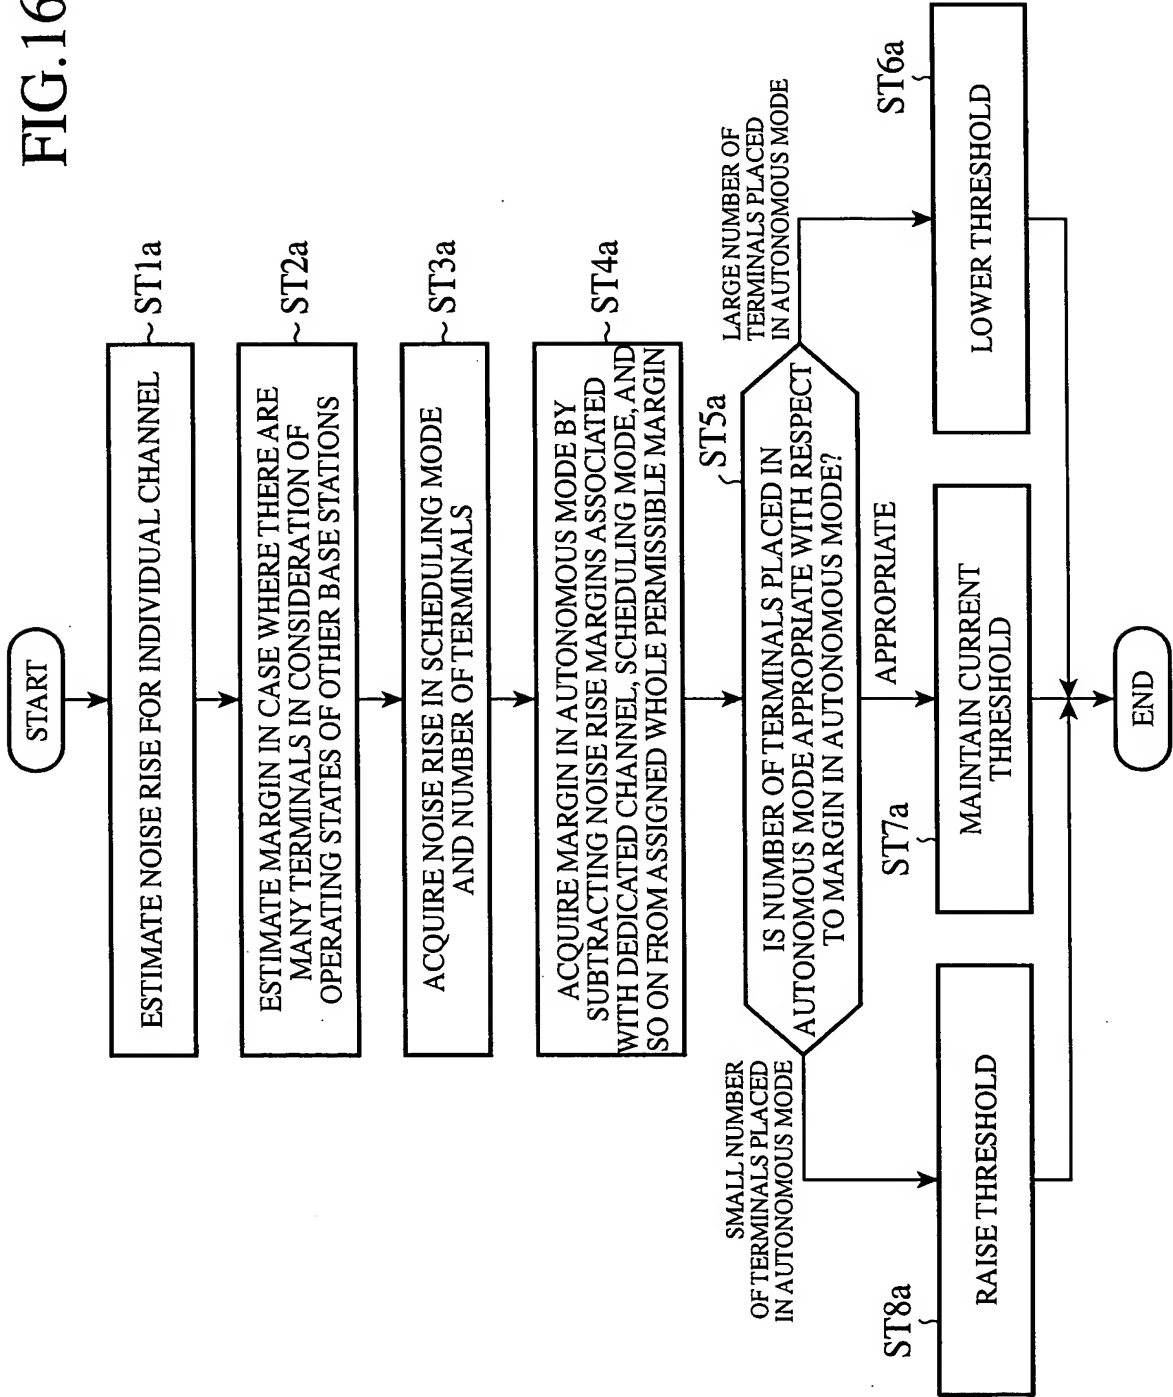 FIG.16
START
ESTIMATE NOISE RISE FOR INDIVIDUAL CHANNEL
ST1a
ESTIMATE MARGIN IN CASE WHERE THERE ARE
MANY TERMINALS IN CONSIDERATION OF
OPERATING STATES OF OTHER BASE STATIONS
ST2a
ACQUIRE NOISE RISE IN SCHEDULING MODE
AND NUMBER OF TERMINALS
ST3a
ACQUIRE MARGIN IN AUTONOMOUS MODE BY
SUBTRACTING NOISE RISE MARGINS ASSOCIATED
WITH DEDICATED CHANNEL, SCHEDULING MODE, AND
SO ON FROM ASSIGNED WHOLE PERMISSIBLE MARGIN
ST4a
ST5a
IS NUMBER OF TERMINALS PLACED IN
AUTONOMOUS MODE APPROPRIATE WITH RESPECT
TO MARGIN IN AUTONOMOUS MODE?
SMALL NUMBER
OF TERMINALS PLACED
IN AUTONOMOUS MODE
APPROPRIATE
LARGE NUMBER OF
TERMINALS PLACED
IN AUTONOMOUS MODE
ST8a
RAISE THRESHOLD
ST7a
MAINTAIN CURRENT
THRESHOLD
ST6a
LOWER THRESHOLD
END